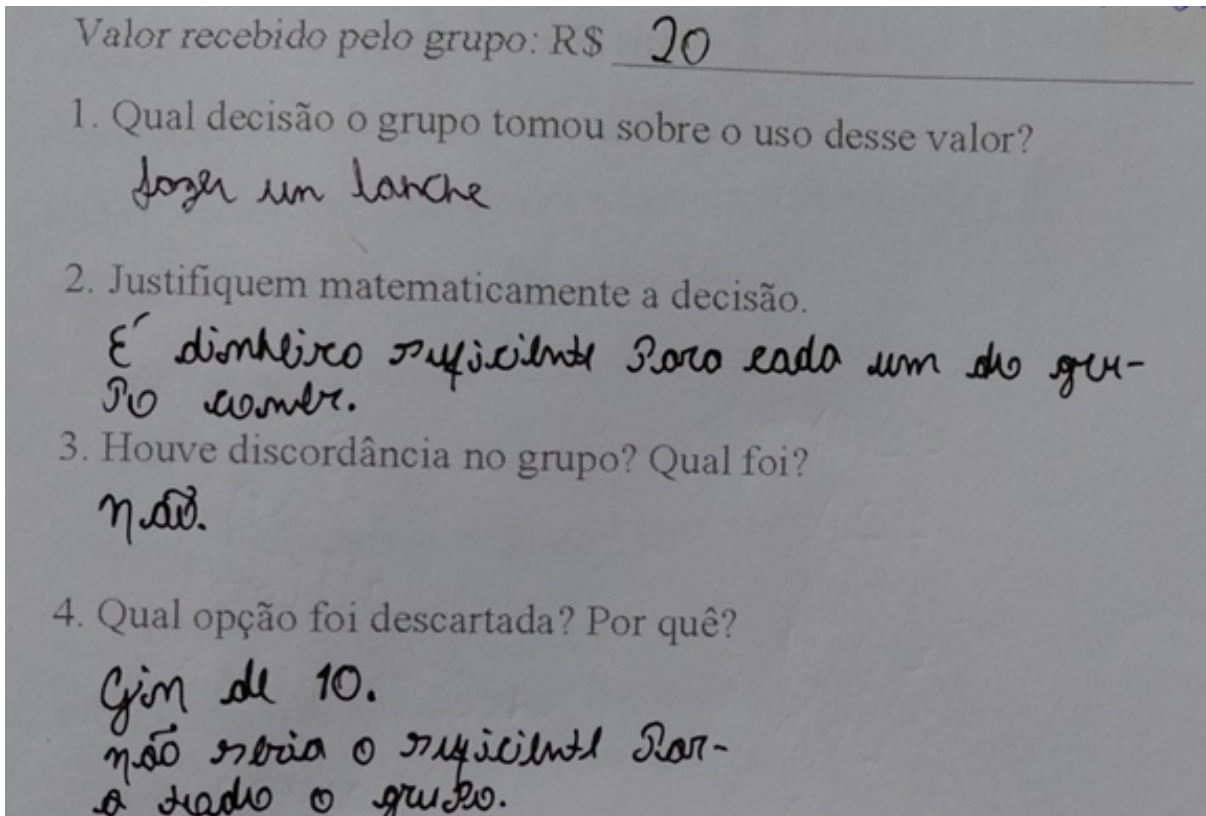 Valor recebido pelo grupo: R$ 20
1. Qual decisão o grupo tomou sobre o uso desse valor?
fazer um lanche
2. Justifiquem matematicamente a decisão.
É dinheiro suficiente Para cada um do gru-
Po comer.
3. Houve discordância no grupo? Qual foi?
não.
4. Qual opção foi descartada? Por quê?
Gin de 10.
não seria o suficiente Par-
a todo o grupo.